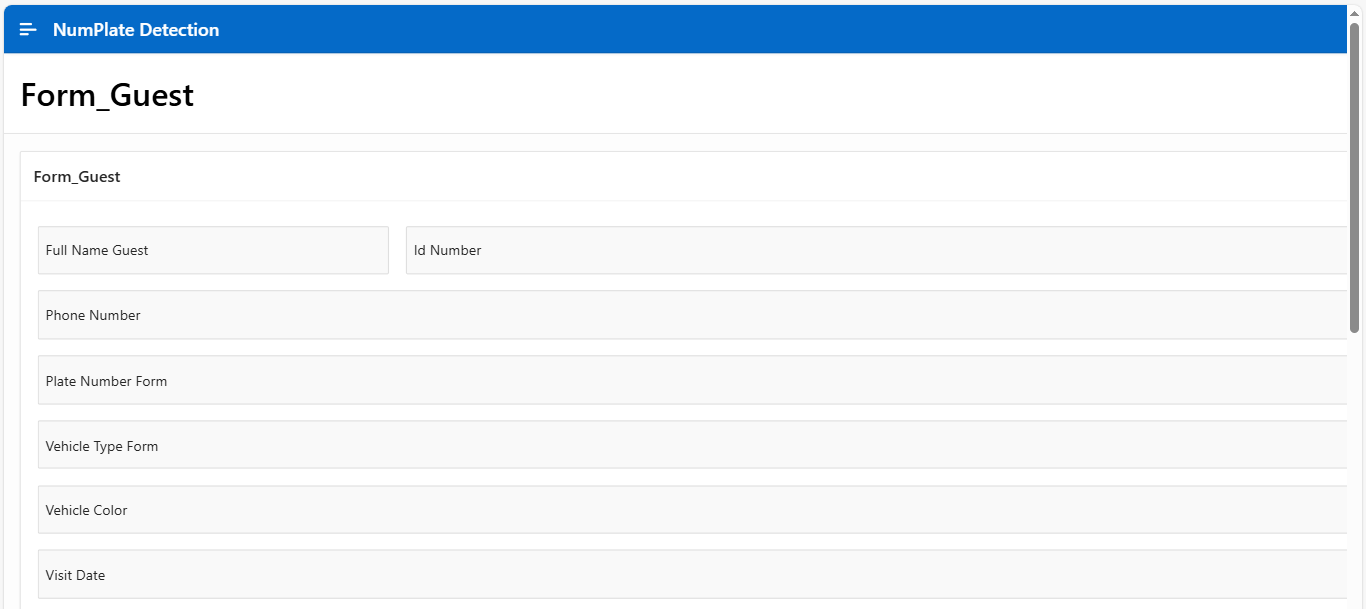 NumPlate Detection
Form_Guest
Form_Guest
Full Name Guest
Id Number
Phone Number
Plate Number Form
Vehicle Type Form
Vehicle Color
Visit Date